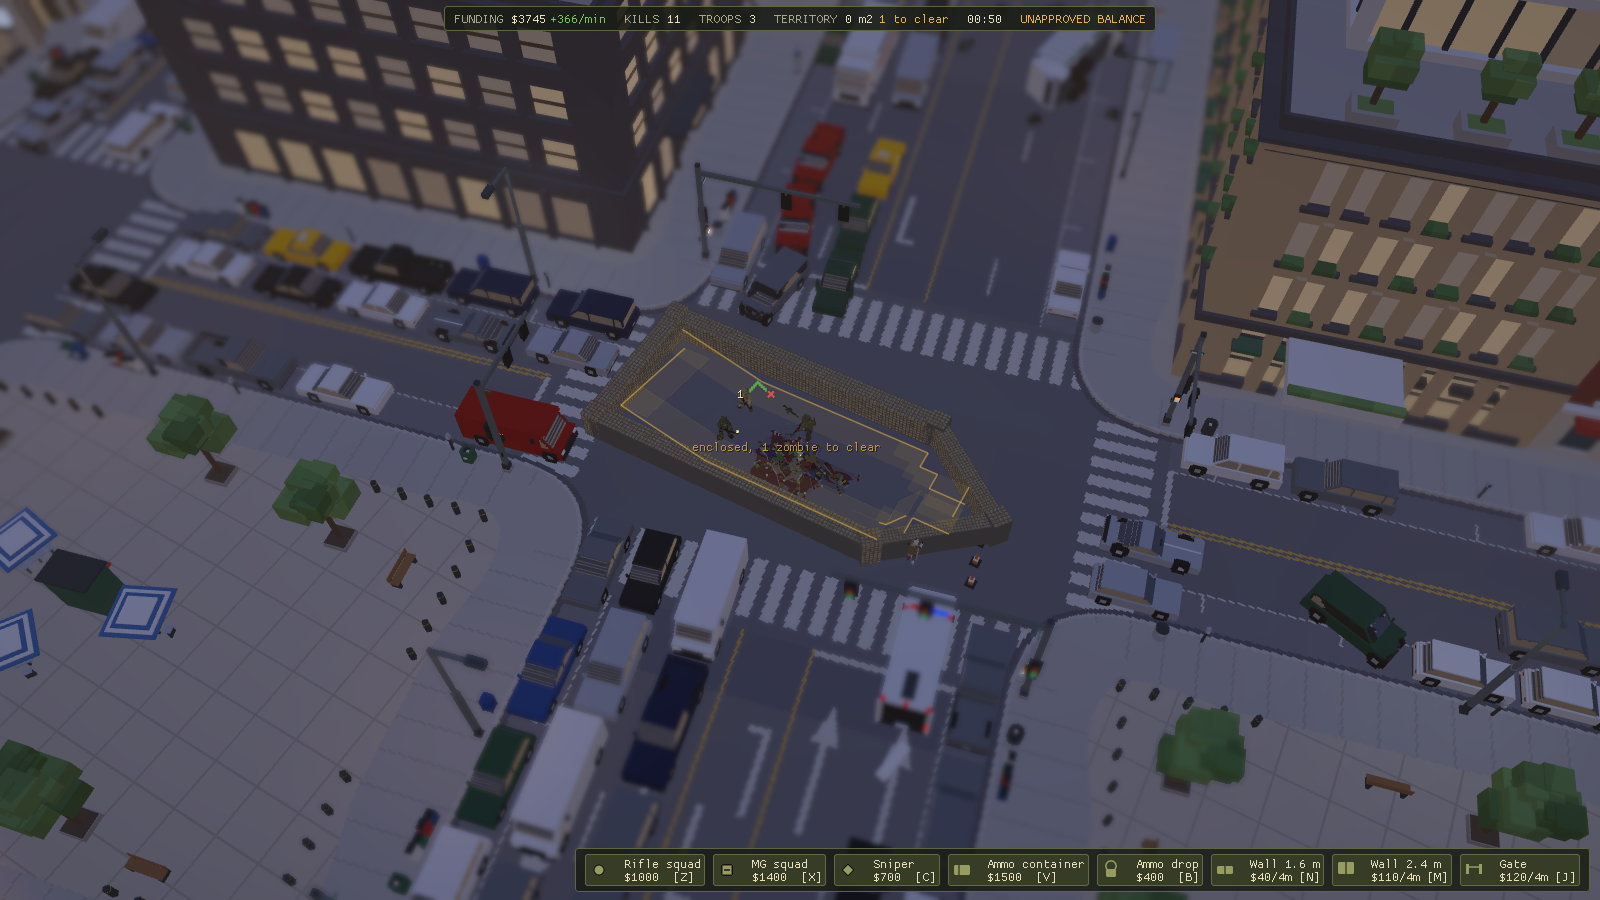 FUNDING $3745 +366/min KILLS 11 TROOPS 3 TERRITORY 0 m2 1 to clear 00:50 UNAPPROVED BALANCE
1
enclosed, 1 zombie to clear
Rifle squad
$1000 [Z]
MG squad
$1400 [X]
Sniper
$700 [C]
Ammo container
$1500 [V]
Ammo drop
$400 [B]
Wall 1.6 m
$40/4m [N]
Wall 2.4 m
$110/4m [M]
Gate
$120/4m [J]